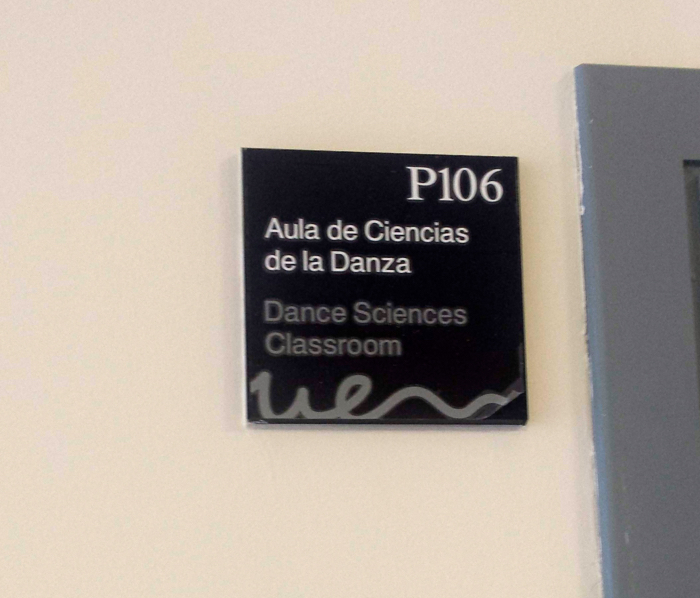 P106
Aula de Ciencias
de la Danza
Dance Sciences
Classroom